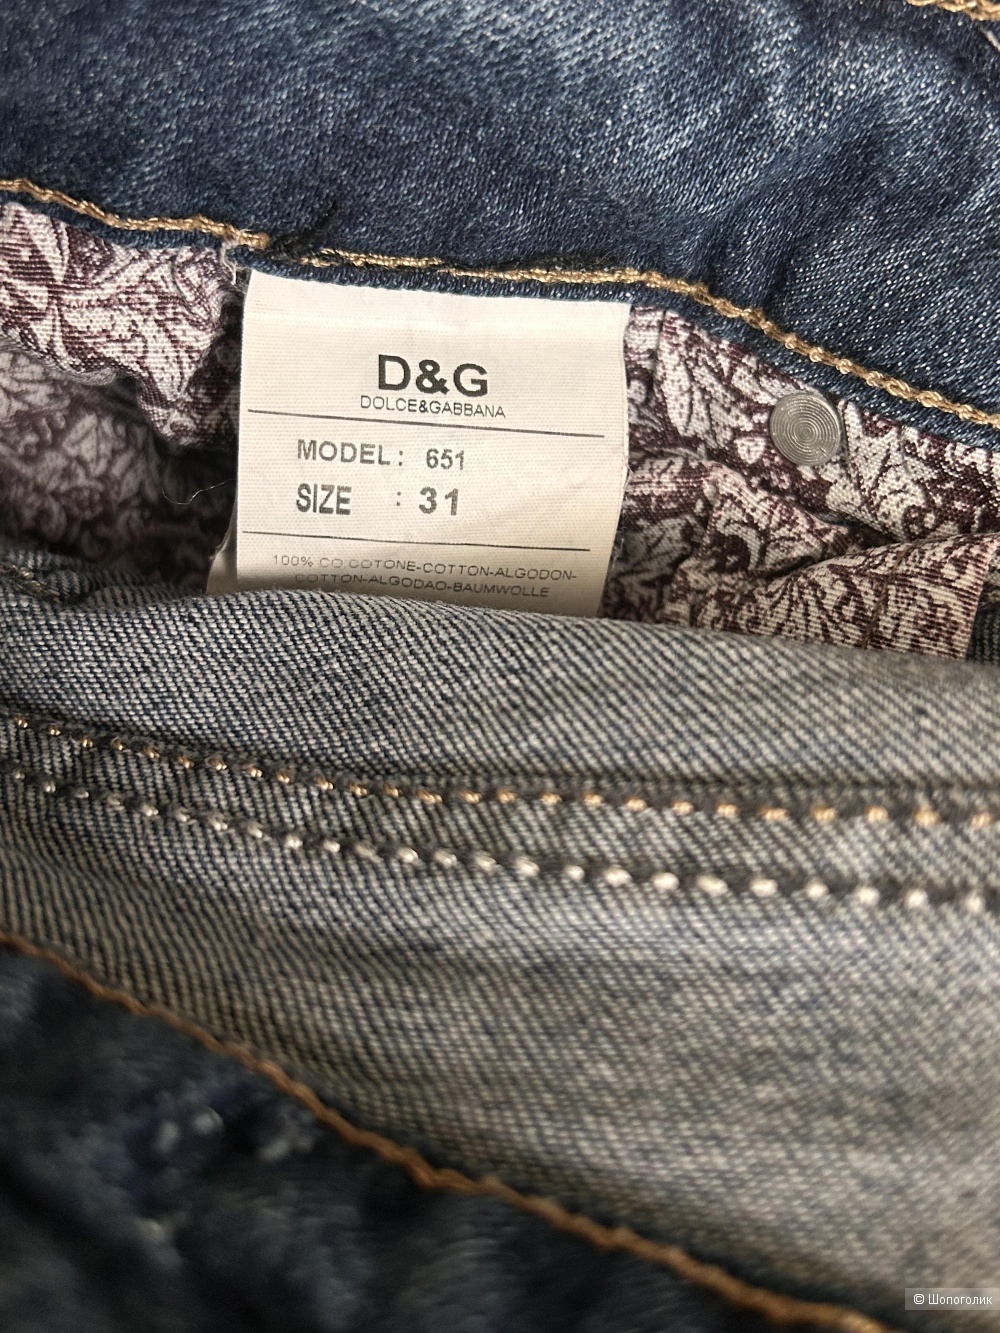 D&G
DOLCE&GABBANA
MODEL: 651
SIZE : 31
100% CO COTONE-COTTON-ALGODON-
COTTON-ALGODAO-BAUMWOLLE
© Шопоголик